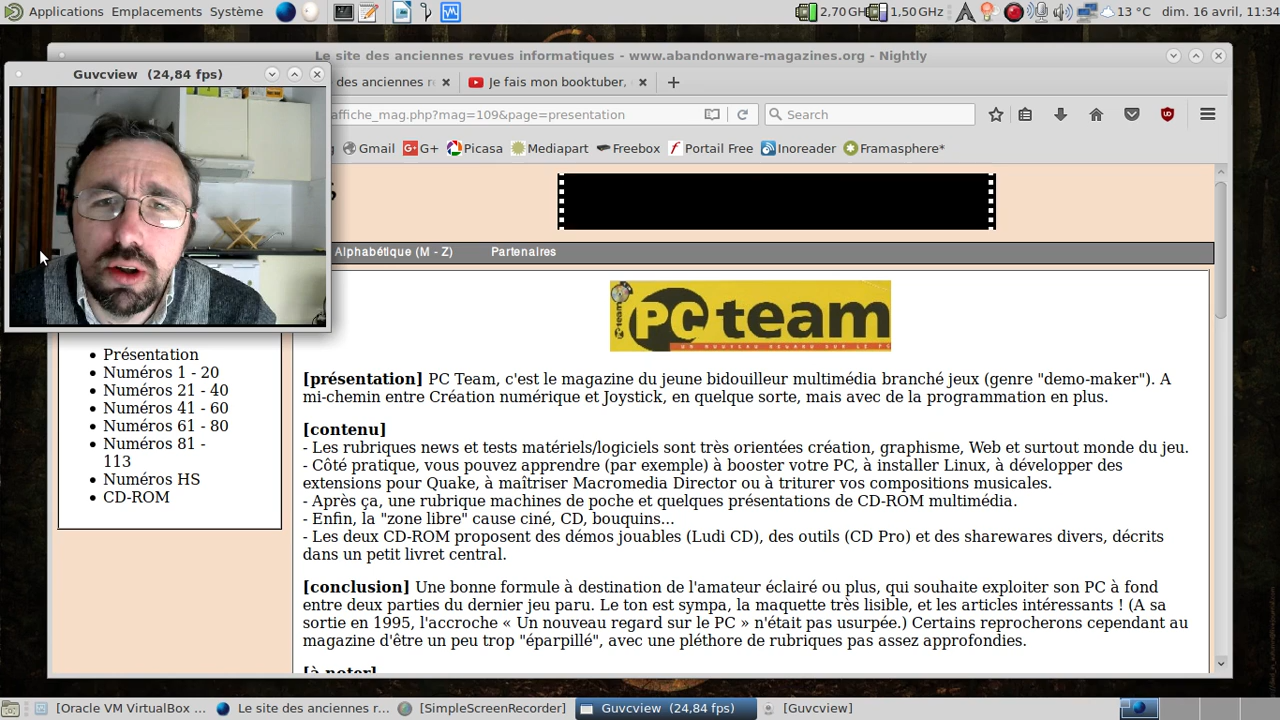 Applications Emplacements Système 2,70 GH 1,50 GHz 13 °C dim. 16 avril, 11:34
Le site des anciennes revues informatiques - www.abandonware-magazines.org - Nightly
Guvcview (24,84 fps)
des anciennes r Je fais mon booktuber,
affiche_mag.php?mag=109&page=presentation Search
Gmail G+ Picasa Mediapart Freebox Portail Free Inoreader Framasphere*
Alphabétique (M - Z) Partenaires
PC team
UN NOUVEAU REGARD SUR LE PC
Présentation
Numéros 1 - 20
Numéros 21 - 40
Numéros 41 - 60
Numéros 61 - 80
Numéros 81 -
113
Numéros HS
CD-ROM
[présentation] PC Team, c'est le magazine du jeune bidouilleur multimédia branché jeux (genre "demo-maker"). A
mi-chemin entre Création numérique et Joystick, en quelque sorte, mais avec de la programmation en plus.
[contenu]
- Les rubriques news et tests matériels/logiciels sont très orientées création, graphisme, Web et surtout monde du jeu.
- Côté pratique, vous pouvez apprendre (par exemple) à booster votre PC, à installer Linux, à développer des
extensions pour Quake, à maîtriser Macromedia Director ou à triturer vos compositions musicales.
- Après ça, une rubrique machines de poche et quelques présentations de CD-ROM multimédia.
- Enfin, la "zone libre" cause ciné, CD, bouquins...
- Les deux CD-ROM proposent des démos jouables (Ludi CD), des outils (CD Pro) et des sharewares divers, décrits
dans un petit livret central.
[conclusion] Une bonne formule à destination de l'amateur éclairé ou plus, qui souhaite exploiter son PC à fond
entre deux parties du dernier jeu paru. Le ton est sympa, la maquette très lisible, et les articles intéressants ! (A sa
sortie en 1995, l'accroche « Un nouveau regard sur le PC » n'était pas usurpée.) Certains reprocherons cependant au
magazine d'être un peu trop "éparpillé", avec une pléthore de rubriques pas assez approfondies.
[à noter]
[Oracle VM VirtualBox ... Le site des anciennes r... [SimpleScreenRecorder] Guvcview (24,84 fps) [Guvcview]